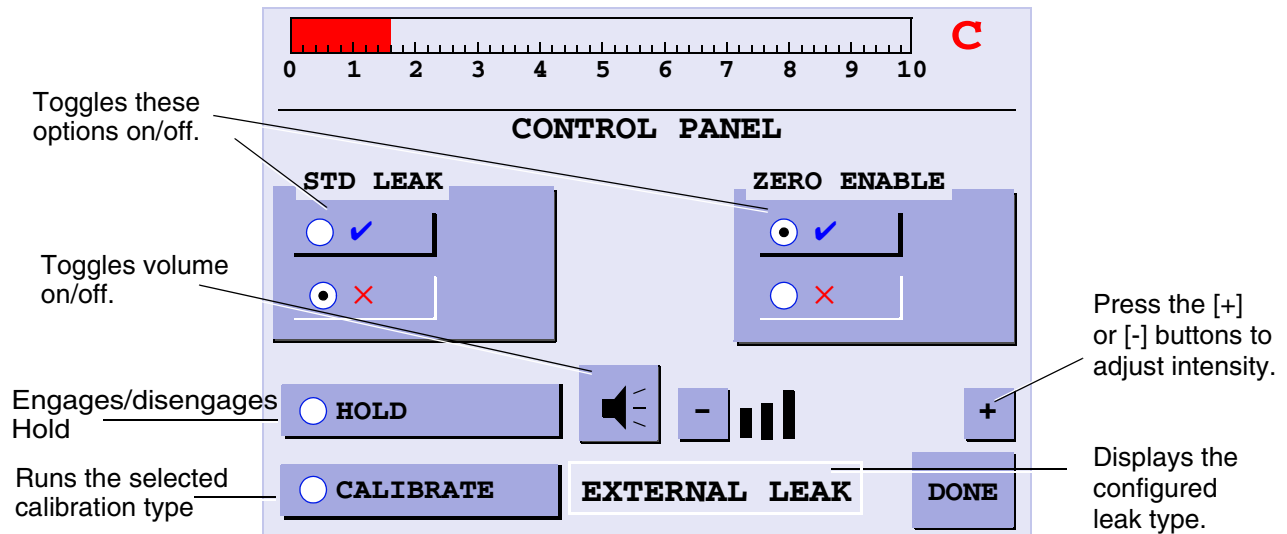 C
0 1 2 3 4 5 6 7 8 9 10
Toggles these
options on/off.
CONTROL PANEL
STD LEAK
ZERO ENABLE
✔
✔
Toggles volume
on/off.
×
×
Press the [+]
or [-] buttons to
adjust intensity.
Engages/disengages
Hold
HOLD
-
+
Runs the selected
calibration type
CALIBRATE
EXTERNAL LEAK
DONE
Displays the
configured
leak type.